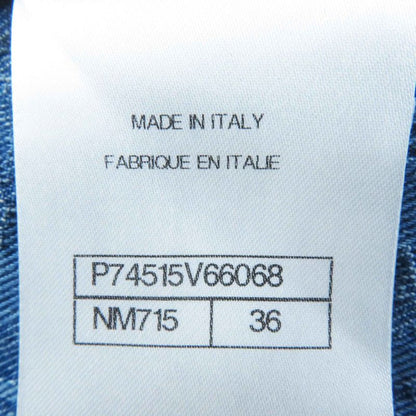 MADE IN ITALY
FABRIQUE EN ITALIE
P74515V66068
NM715 36